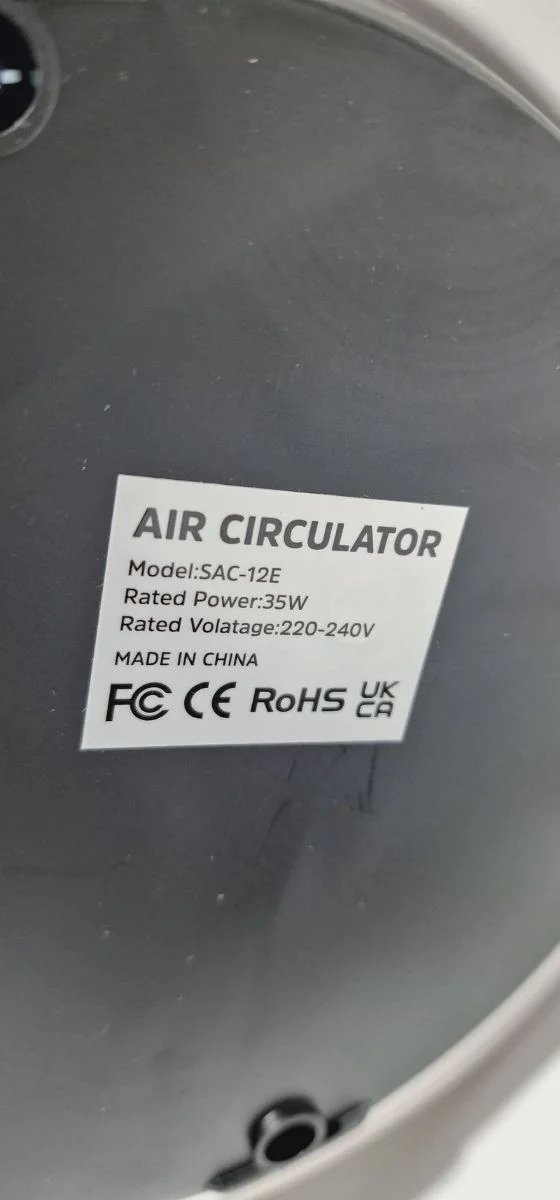 AIR CIRCULATOR
Model:SAC-12E
Rated Power:35W
Rated Volatage:220-240V
MADE IN CHINA
FC CE RoHS UK CA